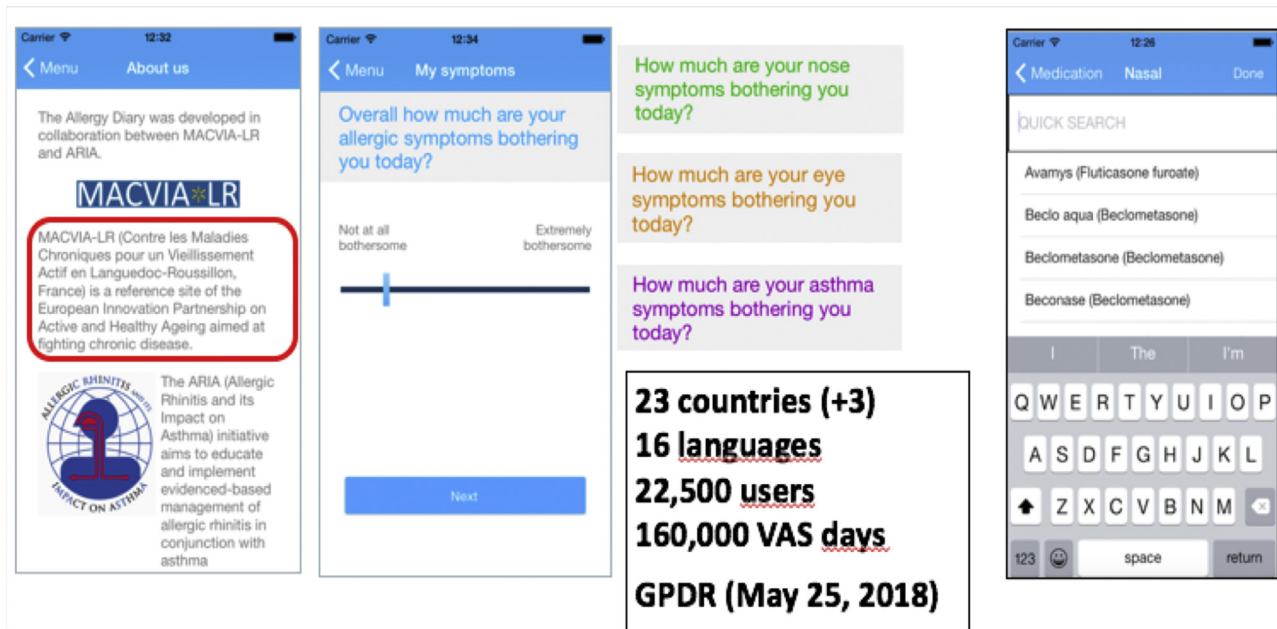 Carrier 12:32
Menu About us
The Allergy Diary was developed in
collaboration between MACVIA-LR
and ARIA.
MACVIA*LR
MACVIA-LR (Contre les Maladies
Chroniques pour un Vieillissement
Actif en Languedoc-Roussillon,
France) is a reference site of the
European Innovation Partnership on
Active and Healthy Ageing aimed at
fighting chronic disease.
ALLERGIC RHINITIS AND ITS
IMPACT ON ASTHMA
The ARIA (Allergic
Rhinitis and its
Impact on
Asthma) initiative
aims to educate
and implement
evidenced-based
management of
allergic rhinitis in
conjunction with
asthma
Carrier 12:34
Menu My symptoms
Overall how much are your
allergic symptoms bothering
you today?
Not at all
bothersome
Extremely
bothersome
Next
How much are your nose
symptoms bothering you
today?
How much are your eye
symptoms bothering you
today?
How much are your asthma
symptoms bothering you
today?
23 countries (+3)
16 languages
22,500 users
160,000 VAS days
GPDR (May 25, 2018)
Carrier 12:26
Medication Nasal Done
QUICK SEARCH
Avamys (Fluticasone furoate)
Beclo aqua (Beclometasone)
Beclometasone (Beclometasone)
Beconase (Beclometasone)
I The I'm
Q W E R T Y U I O P
A S D F G H J K L
Z X C V B N M
123 space return